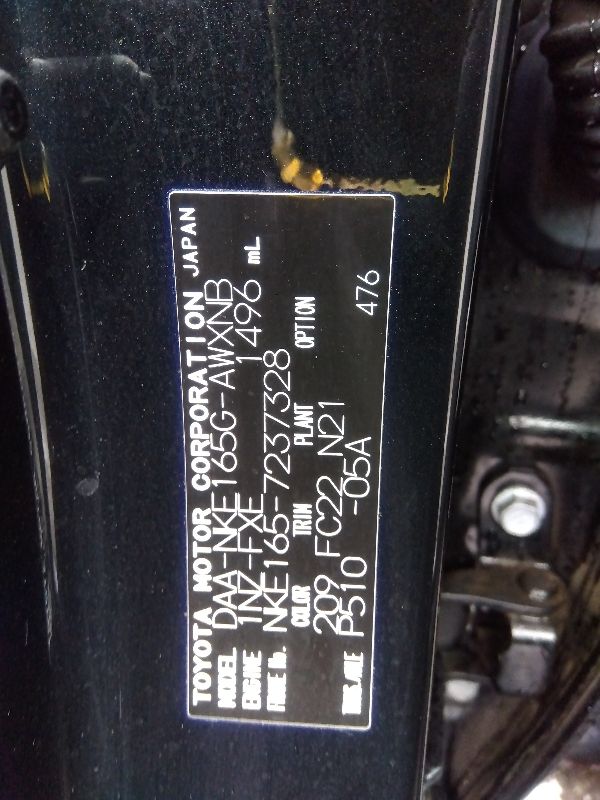 TOYOTA MOTOR CORPORATION JAPAN
MODEL DAA-NKE165G-AWXNB
ENGINE 1NZ-FXE 1496 mL
FRAME No. NKE165-7237328
COLOR TRIM PLANT OPTION
209 FC22 N21
TRANS./AXLE P510 -05A 476